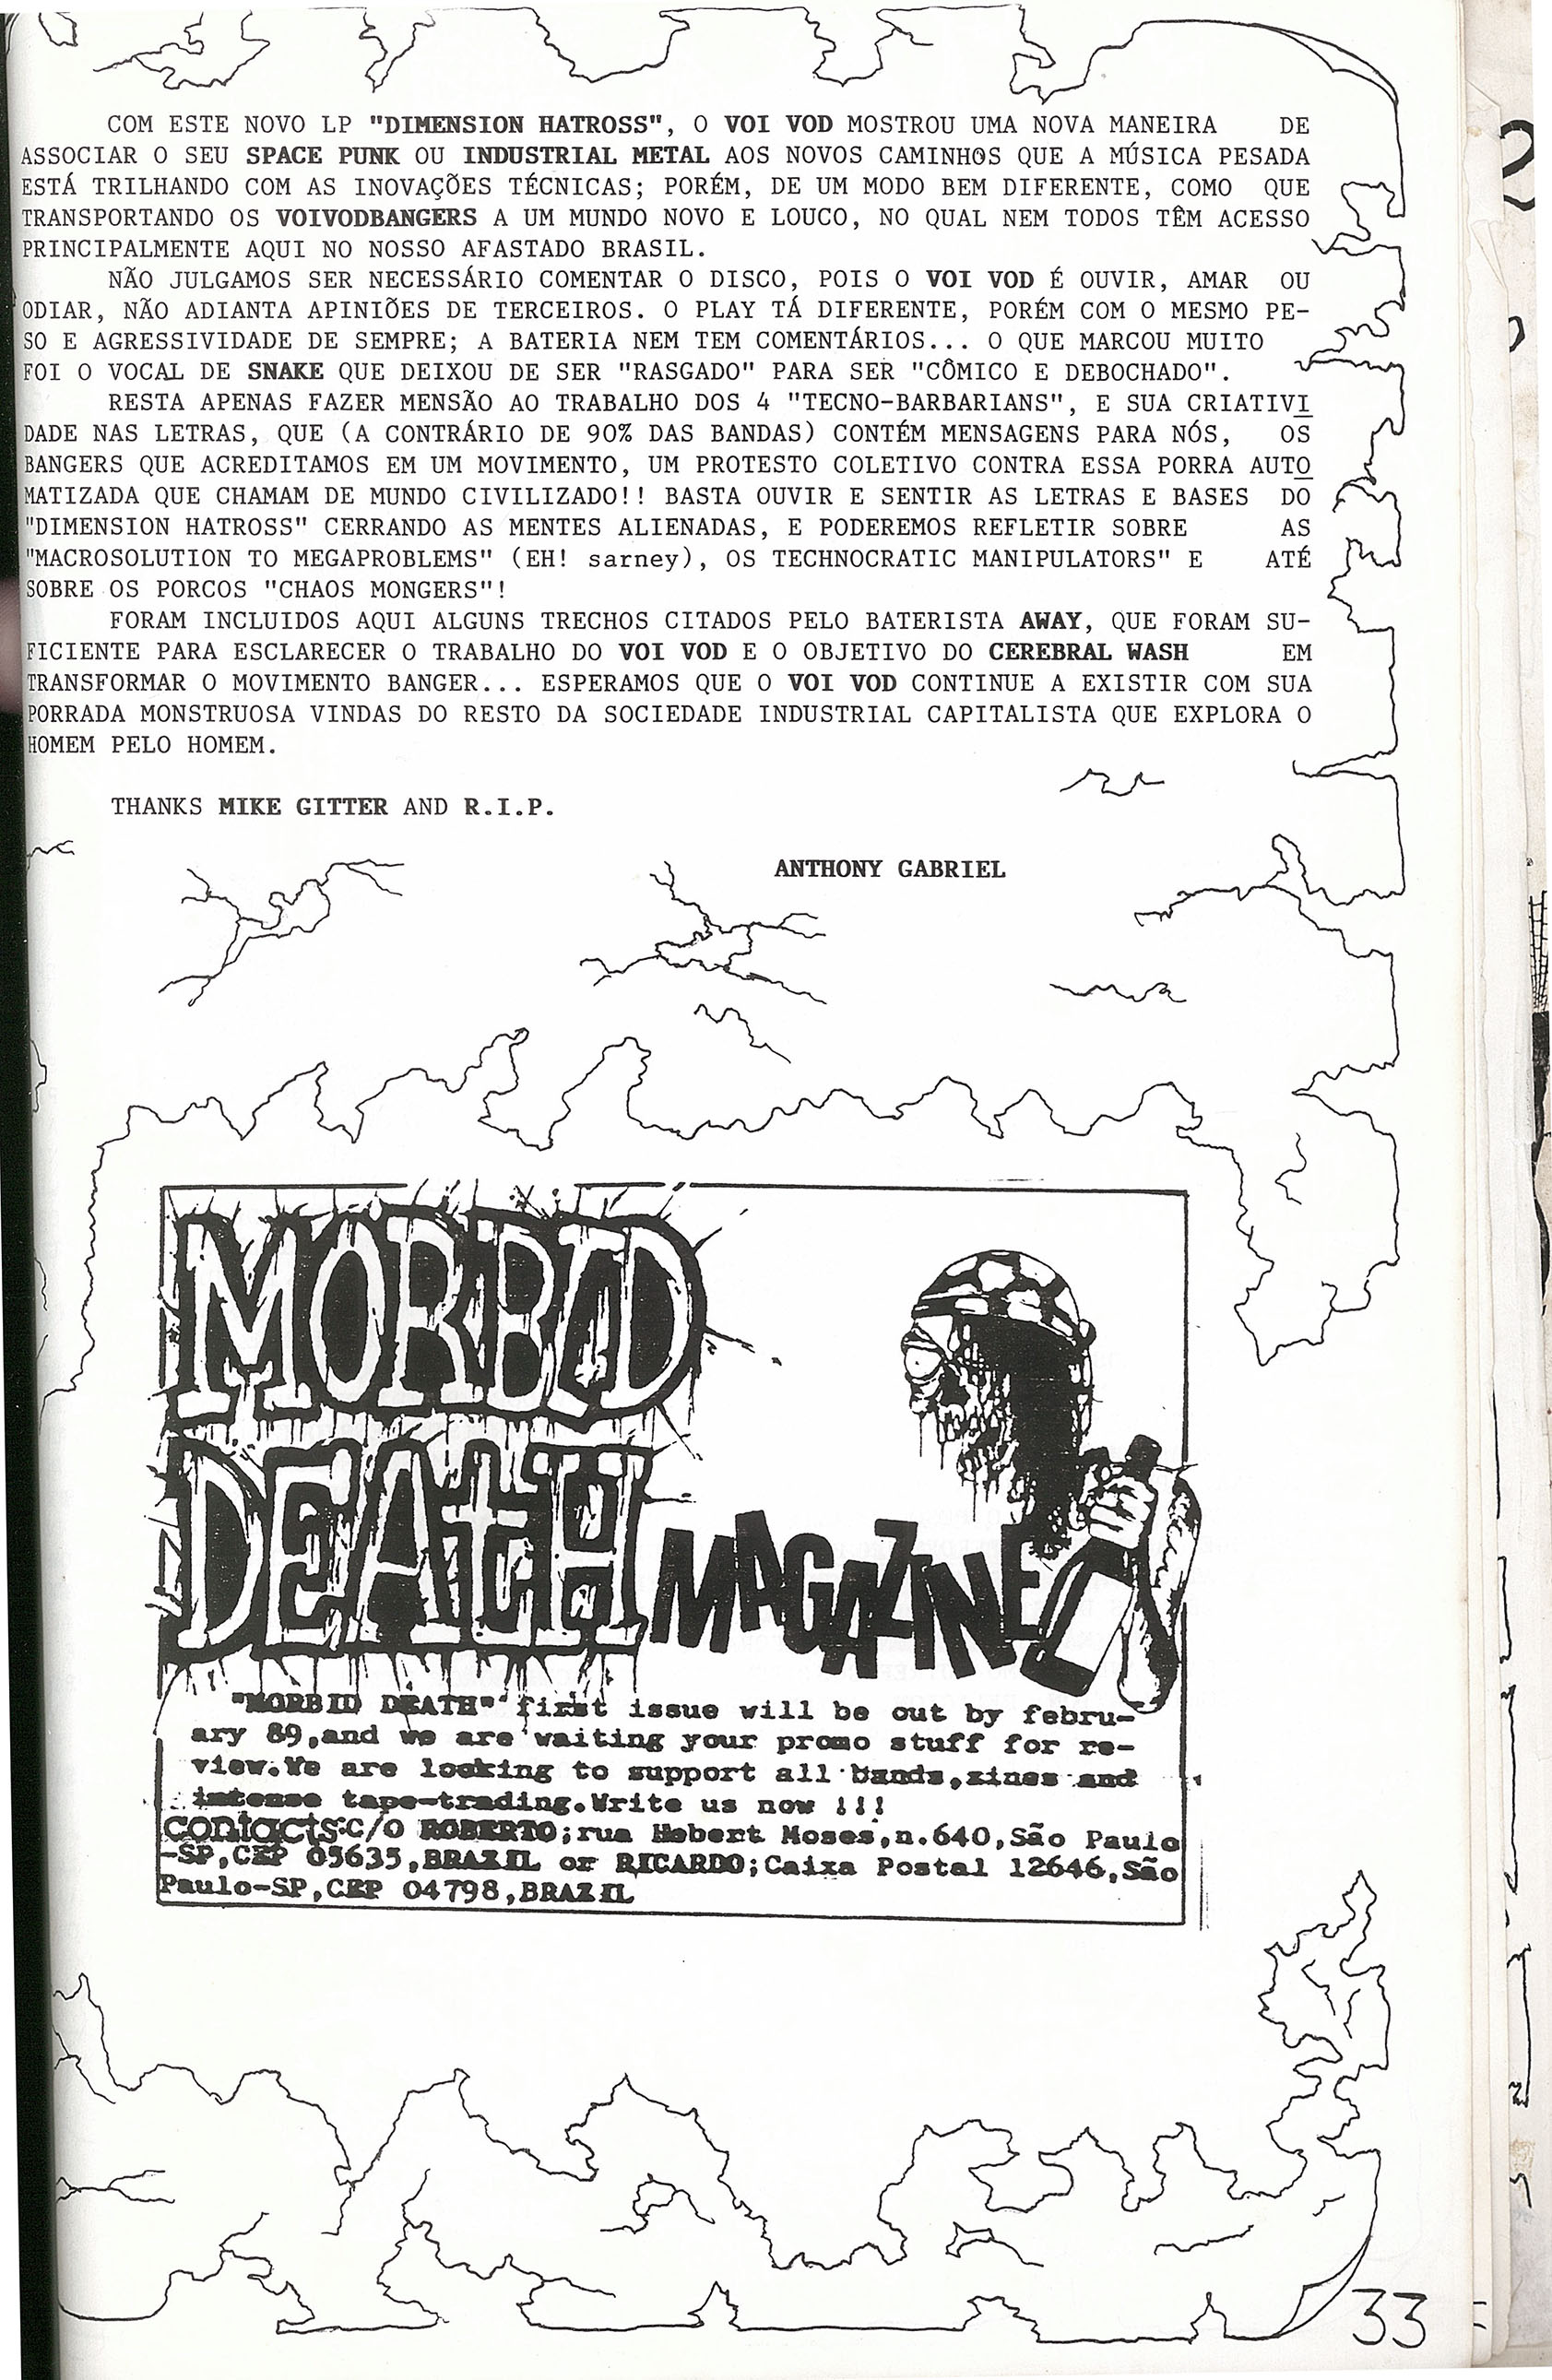 COM ESTE NOVO LP "DIMENSION HATROSS", O VOI VOD MOSTROU UMA NOVA MANEIRA DE
ASSOCIAR O SEU SPACE PUNK OU INDUSTRIAL METAL AOS NOVOS CAMINHOS QUE A MÚSICA PESADA
ESTÁ TRILHANDO COM AS INOVAÇÕES TÉCNICAS; PORÉM, DE UM MODO BEM DIFERENTE, COMO QUE
TRANSPORTANDO OS VOIVODBANGERS A UM MUNDO NOVO E LOUCO, NO QUAL NEM TODOS TÊM ACESSO
PRINCIPALMENTE AQUI NO NOSSO AFASTADO BRASIL.
NÃO JULGAMOS SER NECESSÁRIO COMENTAR O DISCO, POIS O VOI VOD É OUVIR, AMAR OU
ODIAR, NÃO ADIANTA APINIÕES DE TERCEIROS. O PLAY TÁ DIFERENTE, PORÉM COM O MESMO PE-
SO E AGRESSIVIDADE DE SEMPRE; A BATERIA NEM TEM COMENTÁRIOS... O QUE MARCOU MUITO
FOI O VOCAL DE SNAKE QUE DEIXOU DE SER "RASGADO" PARA SER "CÔMICO E DEBOCHADO".
RESTA APENAS FAZER MENSÃO AO TRABALHO DOS 4 "TECNO-BARBARIANS", E SUA CRIATIVI
DADE NAS LETRAS, QUE (A CONTRÁRIO DE 90% DAS BANDAS) CONTÉM MENSAGENS PARA NÓS, OS
BANGERS QUE ACREDITAMOS EM UM MOVIMENTO, UM PROTESTO COLETIVO CONTRA ESSA PORRA AUTO
MATIZADA QUE CHAMAM DE MUNDO CIVILIZADO!! BASTA OUVIR E SENTIR AS LETRAS E BASES DO
"DIMENSION HATROSS" CERRANDO AS MENTES ALIENADAS, E PODEREMOS REFLETIR SOBRE AS
"MACROSOLUTION TO MEGAPROBLEMS" (EH! sarney), OS TECHNOCRATIC MANIPULATORS" E ATÉ
SOBRE OS PORCOS "CHAOS MONGERS"!
FORAM INCLUIDOS AQUI ALGUNS TRECHOS CITADOS PELO BATERISTA AWAY, QUE FORAM SU-
FICIENTE PARA ESCLARECER O TRABALHO DO VOI VOD E O OBJETIVO DO CEREBRAL WASH EM
TRANSFORMAR O MOVIMENTO BANGER... ESPERAMOS QUE O VOI VOD CONTINUE A EXISTIR COM SUA
PORRADA MONSTRUOSA VINDAS DO RESTO DA SOCIEDADE INDUSTRIAL CAPITALISTA QUE EXPLORA O
HOMEM PELO HOMEM.
THANKS MIKE GITTER AND R.I.P.
ANTHONY GABRIEL
MORBID
DEATH MAGAZINE
"MORBID DEATH" first issue will be out by febru-
ary 89,and we are waiting your promo stuff for re-
view.We are looking to support all bands,zines and
intense tape-trading.Write us now !!!
contacts:c/o ROBERTO;rua Hebert Moses,n.640,São Paulo
-SP,CEP 05635,BRAZIL or RICARDO;Caixa Postal 12646,São
Paulo-SP,CEP 04798,BRAZIL
33